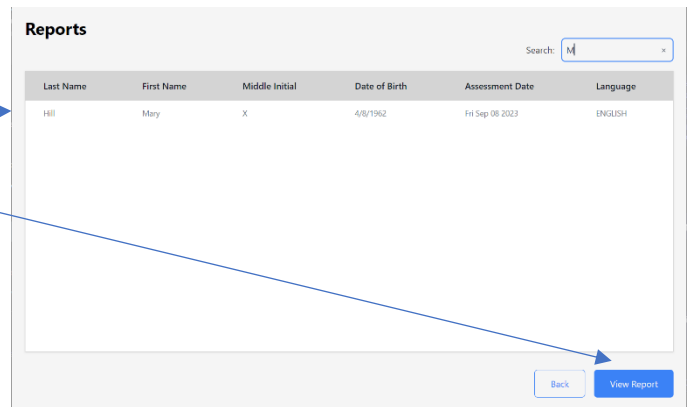 Reports
Search: M ×
Last Name First Name Middle Initial Date of Birth Assessment Date Language
Hill Mary X 4/8/1962 Fri Sep 08 2023 ENGLISH
Back View Report